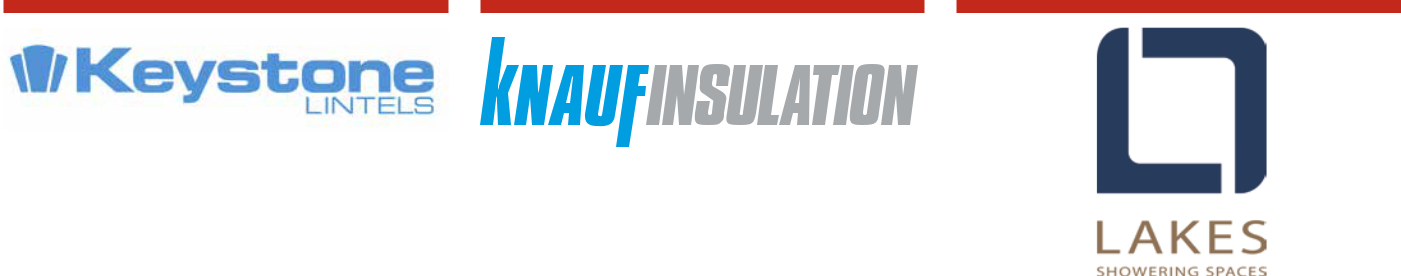 Keystone
LINTELS
KNAUFINSULATION
LAKES
SHOWERING SPACES